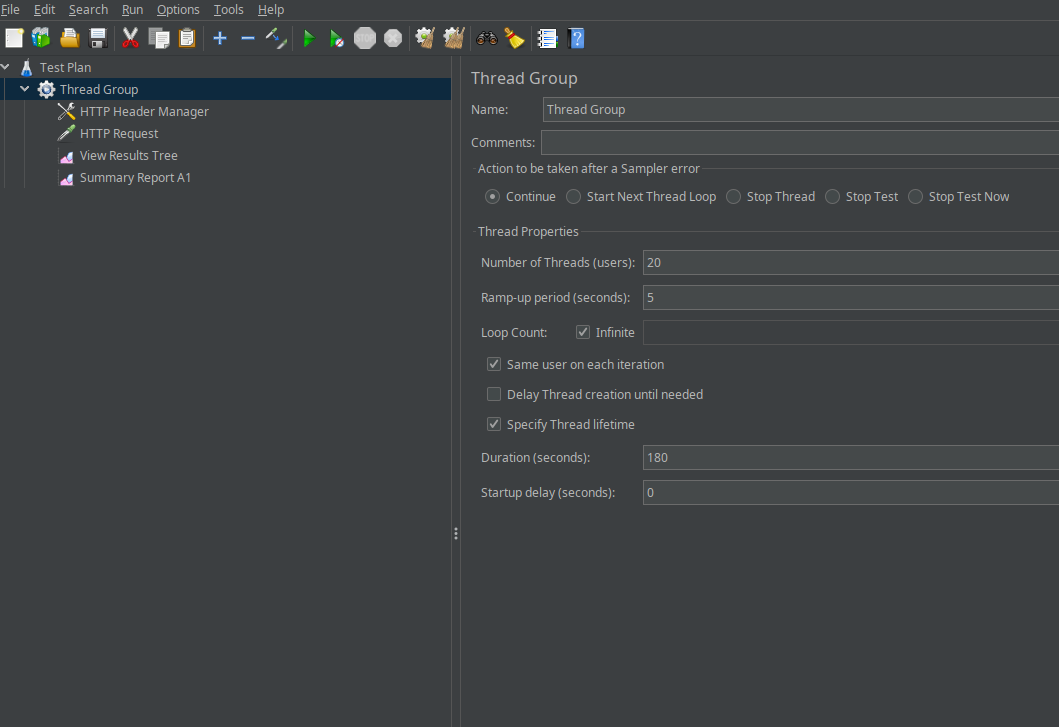 File Edit Search Run Options Tools Help
Test Plan
Thread Group
HTTP Header Manager
HTTP Request
View Results Tree
Summary Report A1
Thread Group
Name: Thread Group
Comments:
Action to be taken after a Sampler error
Continue Start Next Thread Loop Stop Thread Stop Test Stop Test Now
Thread Properties
Number of Threads (users): 20
Ramp-up period (seconds): 5
Loop Count: Infinite
Same user on each iteration
Delay Thread creation until needed
Specify Thread lifetime
Duration (seconds): 180
Startup delay (seconds): 0